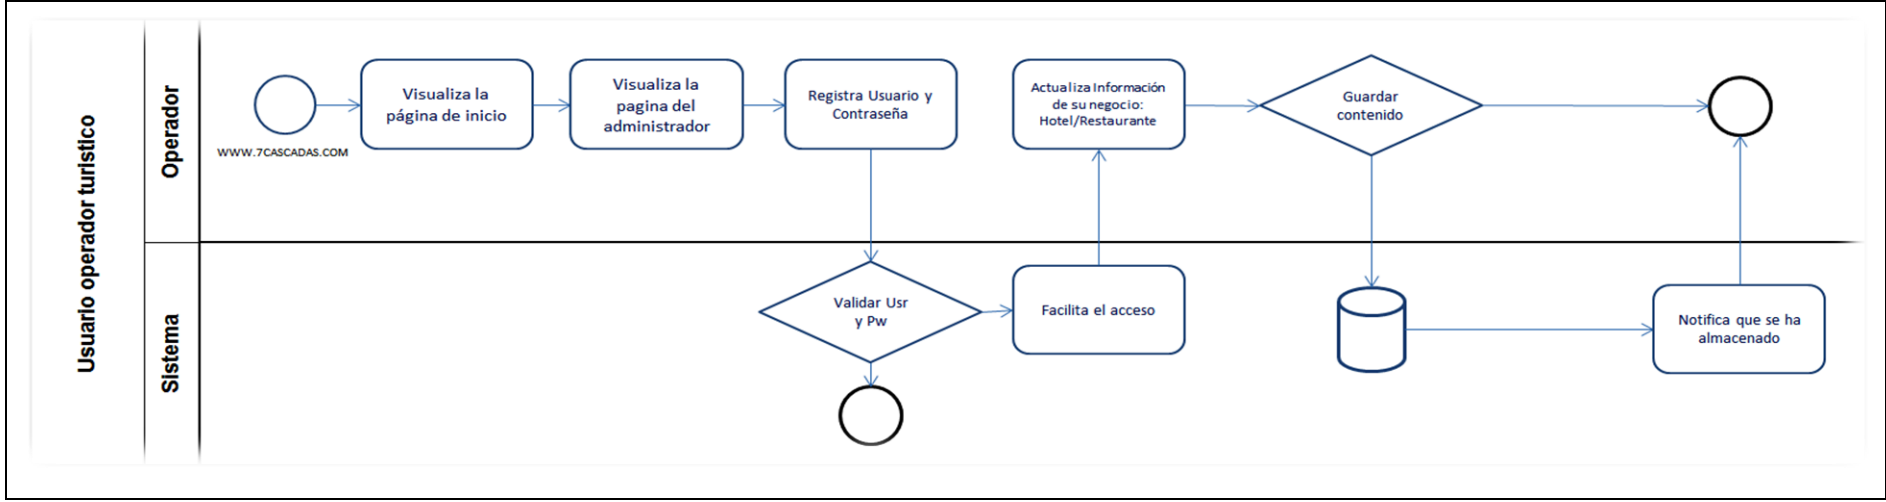 Usuario operador turistico
Operador
WWW.7CASCADAS.COM
Visualiza la
página de inicio
Visualiza la
pagina del
administrador
Registra Usuario y
Contraseña
Actualiza Información
de su negocio:
Hotel/Restaurante
Guardar
contenido
Sistema
Validar Usr
y Pw
Facilita el acceso
Notifica que se ha
almacenado